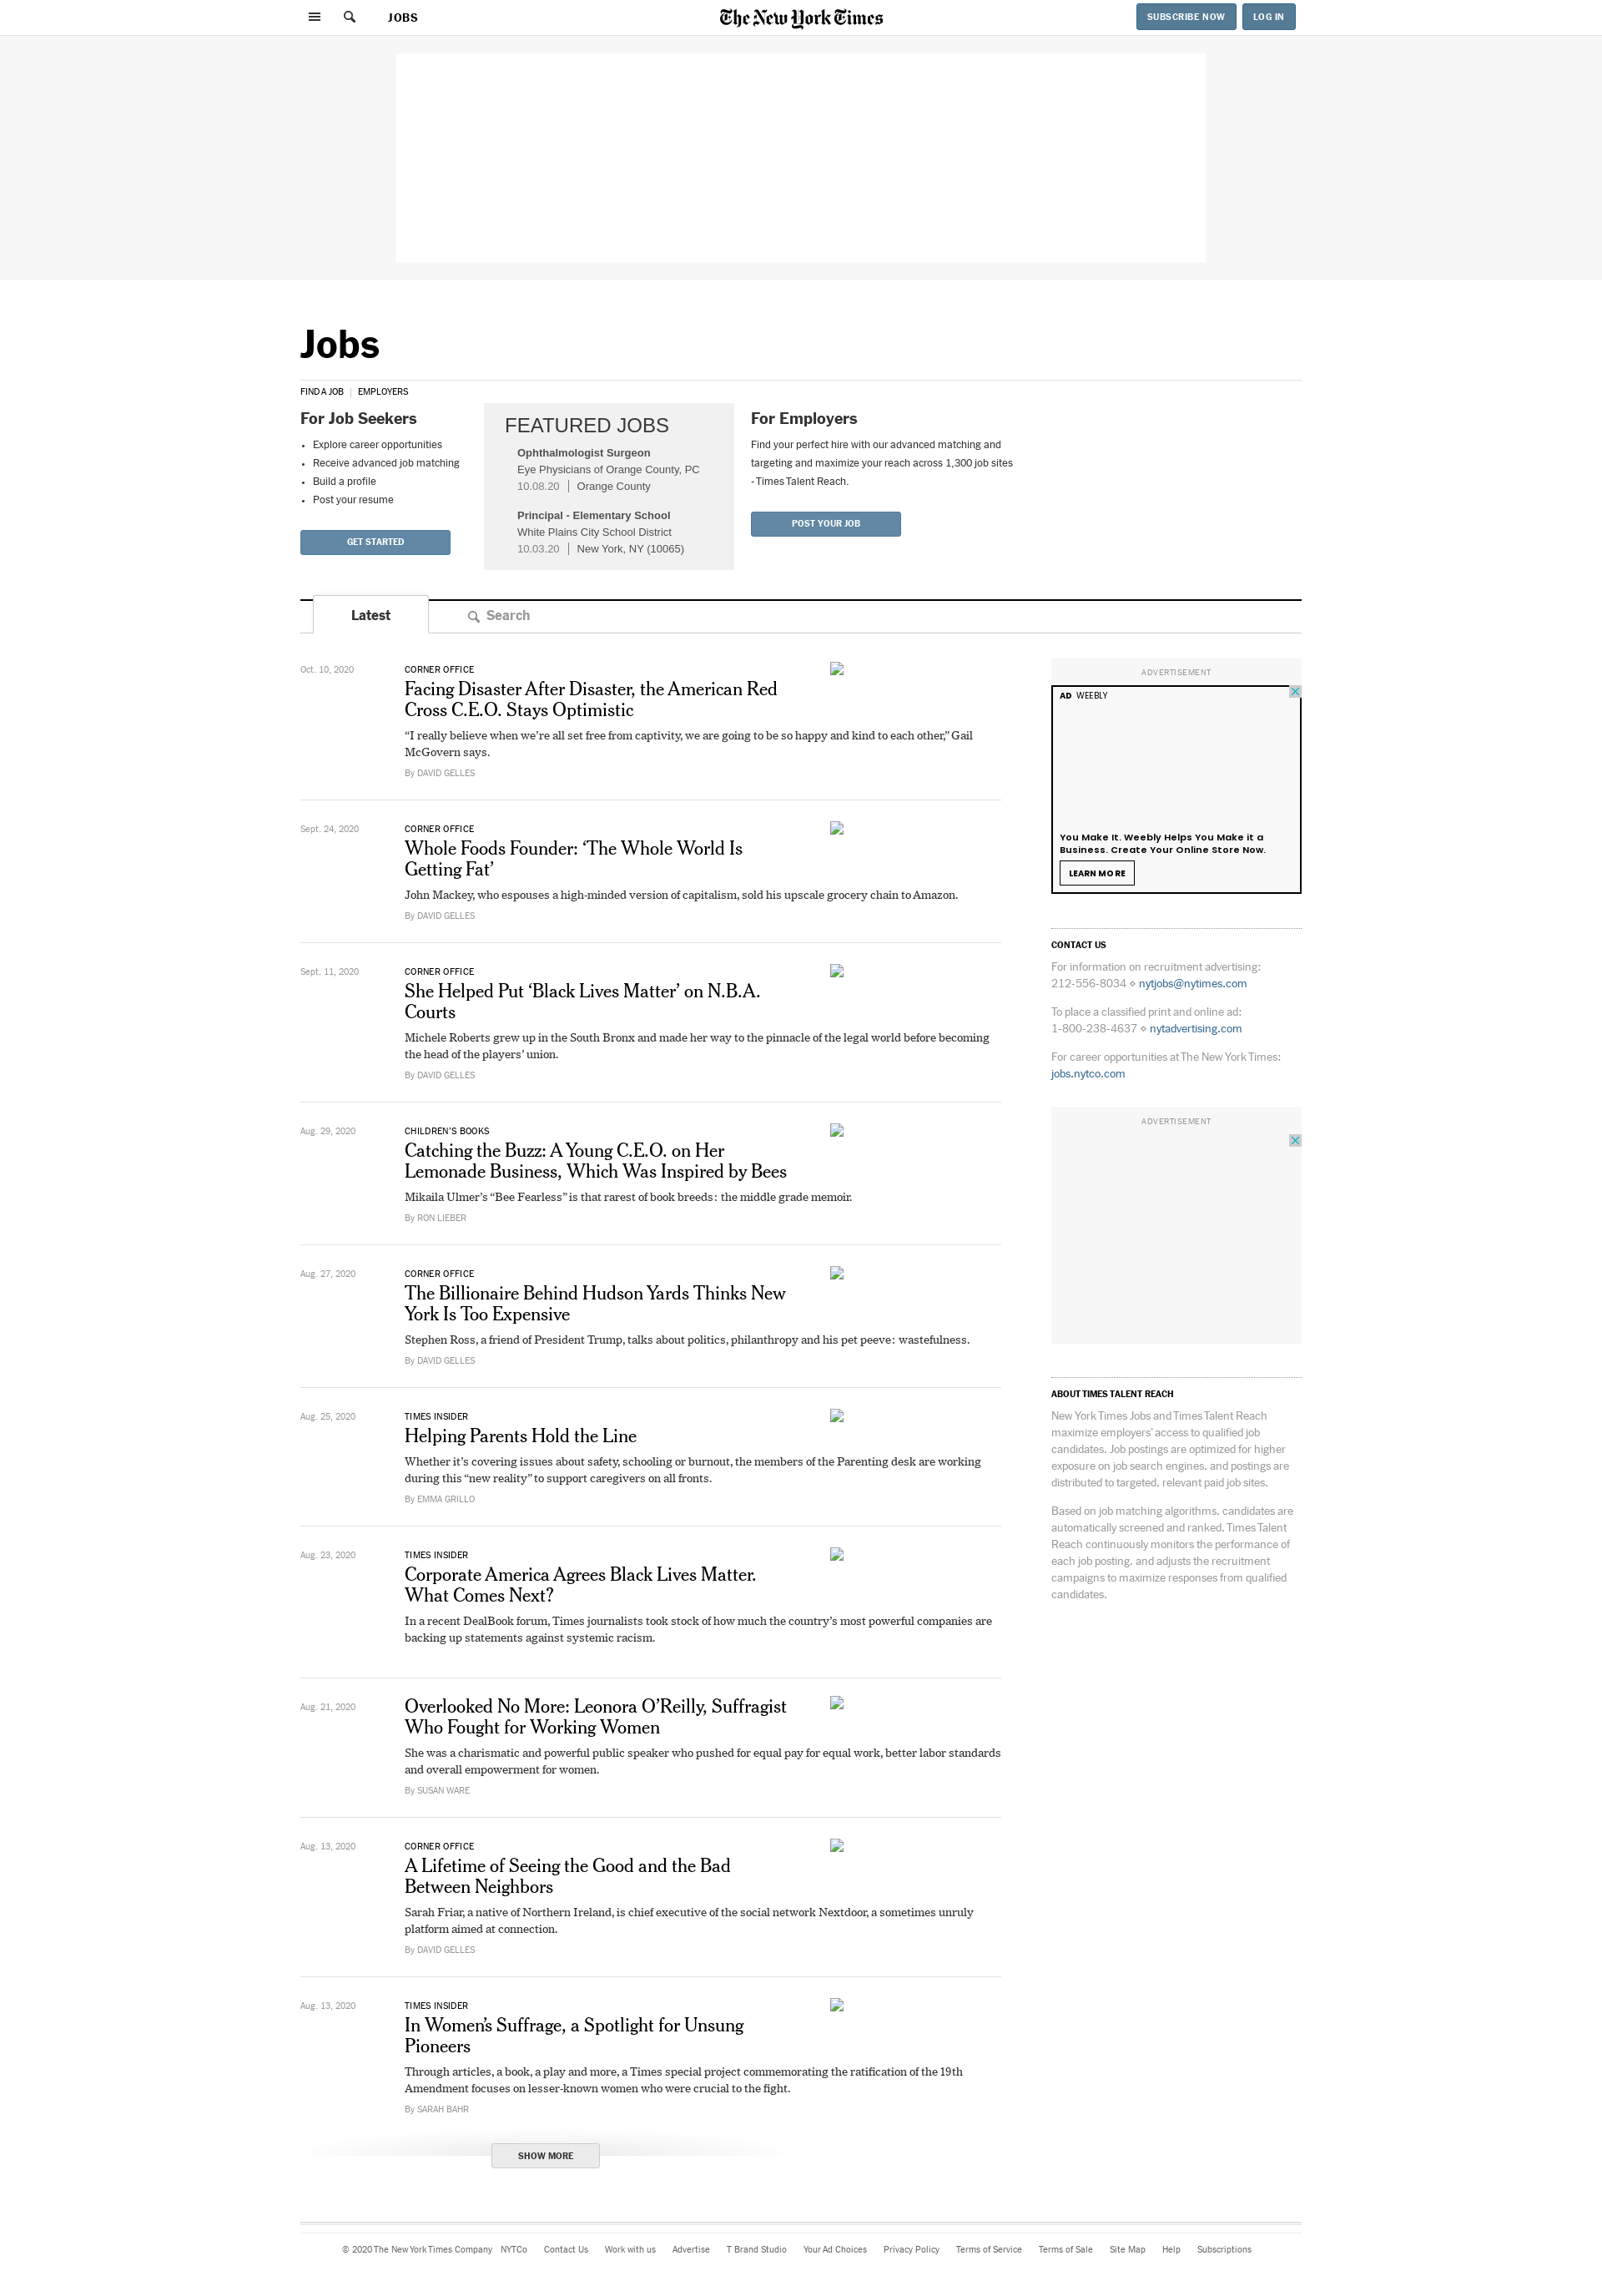 JOBS
The New York Times
SUBSCRIBE NOW
LOG IN
Jobs
FIND A JOB | EMPLOYERS
For Job Seekers
• Explore career opportunities
• Receive advanced job matching
• Build a profile
• Post your resume
GET STARTED
FEATURED JOBS
Ophthalmologist Surgeon
Eye Physicians of Orange County, PC
10.08.20 | Orange County
Principal - Elementary School
White Plains City School District
10.03.20 | New York, NY (10065)
For Employers
Find your perfect hire with our advanced matching and
targeting and maximize your reach across 1,300 job sites
- Times Talent Reach.
POST YOUR JOB
Latest
Search
Oct. 10, 2020
CORNER OFFICE
Facing Disaster After Disaster, the American Red
Cross C.E.O. Stays Optimistic
“I really believe when we’re all set free from captivity, we are going to be so happy and kind to each other,” Gail
McGovern says.
By DAVID GELLES
Sept. 24, 2020
CORNER OFFICE
Whole Foods Founder: ‘The Whole World Is
Getting Fat’
John Mackey, who espouses a high-minded version of capitalism, sold his upscale grocery chain to Amazon.
By DAVID GELLES
Sept. 11, 2020
CORNER OFFICE
She Helped Put ‘Black Lives Matter’ on N.B.A.
Courts
Michele Roberts grew up in the South Bronx and made her way to the pinnacle of the legal world before becoming
the head of the players’ union.
By DAVID GELLES
Aug. 29, 2020
CHILDREN’S BOOKS
Catching the Buzz: A Young C.E.O. on Her
Lemonade Business, Which Was Inspired by Bees
Mikaila Ulmer’s “Bee Fearless” is that rarest of book breeds: the middle grade memoir.
By RON LIEBER
Aug. 27, 2020
CORNER OFFICE
The Billionaire Behind Hudson Yards Thinks New
York Is Too Expensive
Stephen Ross, a friend of President Trump, talks about politics, philanthropy and his pet peeve: wastefulness.
By DAVID GELLES
Aug. 25, 2020
TIMES INSIDER
Helping Parents Hold the Line
Whether it’s covering issues about safety, schooling or burnout, the members of the Parenting desk are working
during this “new reality” to support caregivers on all fronts.
By EMMA GRILLO
Aug. 23, 2020
TIMES INSIDER
Corporate America Agrees Black Lives Matter.
What Comes Next?
In a recent DealBook forum, Times journalists took stock of how much the country’s most powerful companies are
backing up statements against systemic racism.
Aug. 21, 2020
Overlooked No More: Leonora O’Reilly, Suffragist
Who Fought for Working Women
She was a charismatic and powerful public speaker who pushed for equal pay for equal work, better labor standards
and overall empowerment for women.
By SUSAN WARE
Aug. 13, 2020
CORNER OFFICE
A Lifetime of Seeing the Good and the Bad
Between Neighbors
Sarah Friar, a native of Northern Ireland, is chief executive of the social network Nextdoor, a sometimes unruly
platform aimed at connection.
By DAVID GELLES
Aug. 13, 2020
TIMES INSIDER
In Women’s Suffrage, a Spotlight for Unsung
Pioneers
Through articles, a book, a play and more, a Times special project commemorating the ratification of the 19th
Amendment focuses on lesser-known women who were crucial to the fight.
By SARAH BAHR
SHOW MORE
ADVERTISEMENT
AD WEEBLY
You Make It. Weebly Helps You Make it a
Business. Create Your Online Store Now.
LEARN MORE
CONTACT US
For information on recruitment advertising:
212-556-8034 ⋄ nytjobs@nytimes.com
To place a classified print and online ad:
1-800-238-4637 ⋄ nytadvertising.com
For career opportunities at The New York Times:
jobs.nytco.com
ADVERTISEMENT
ABOUT TIMES TALENT REACH
New York Times Jobs and Times Talent Reach
maximize employers’ access to qualified job
candidates. Job postings are optimized for higher
exposure on job search engines, and postings are
distributed to targeted, relevant paid job sites.
Based on job matching algorithms, candidates are
automatically screened and ranked. Times Talent
Reach continuously monitors the performance of
each job posting, and adjusts the recruitment
campaigns to maximize responses from qualified
candidates.
© 2020 The New York Times Company NYTCo Contact Us Work with us Advertise T Brand Studio Your Ad Choices Privacy Policy Terms of Service Terms of Sale Site Map Help Subscriptions